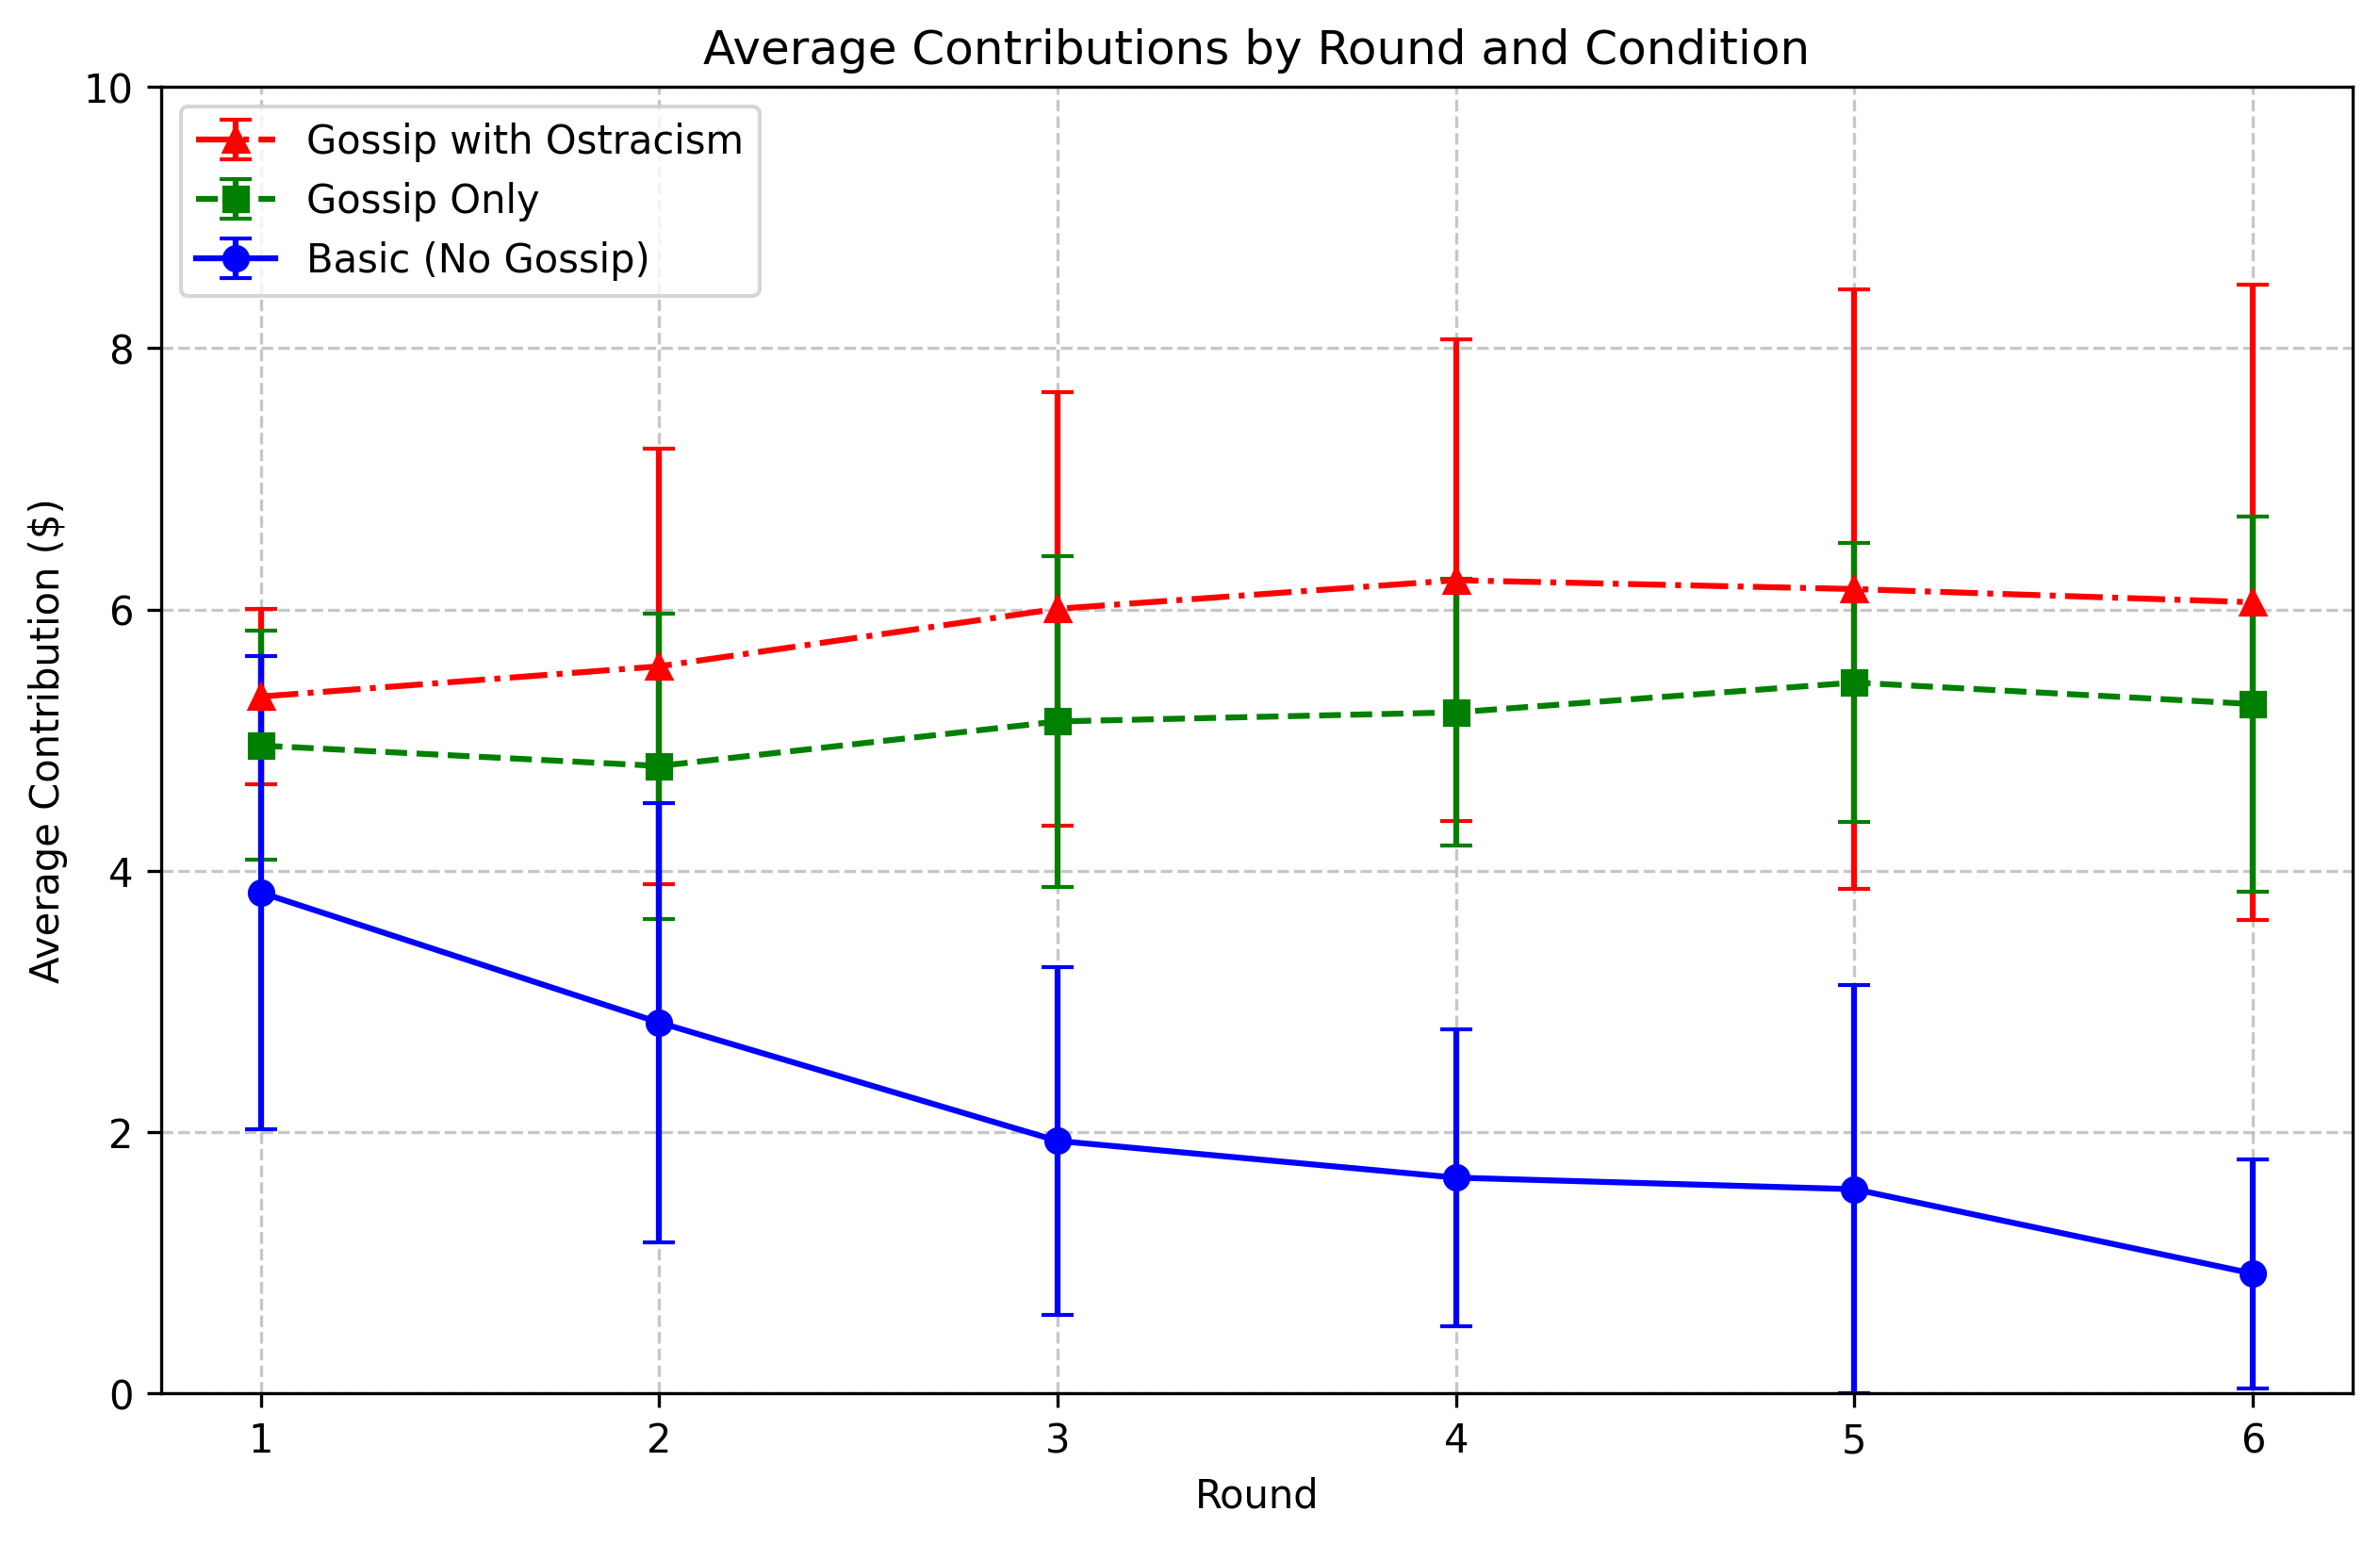 Average Contributions by Round and Condition
Gossip with Ostracism
Gossip Only
Basic (No Gossip)
Average Contribution ($)
10
8
6
4
2
0
1 2 3 4 5 6
Round